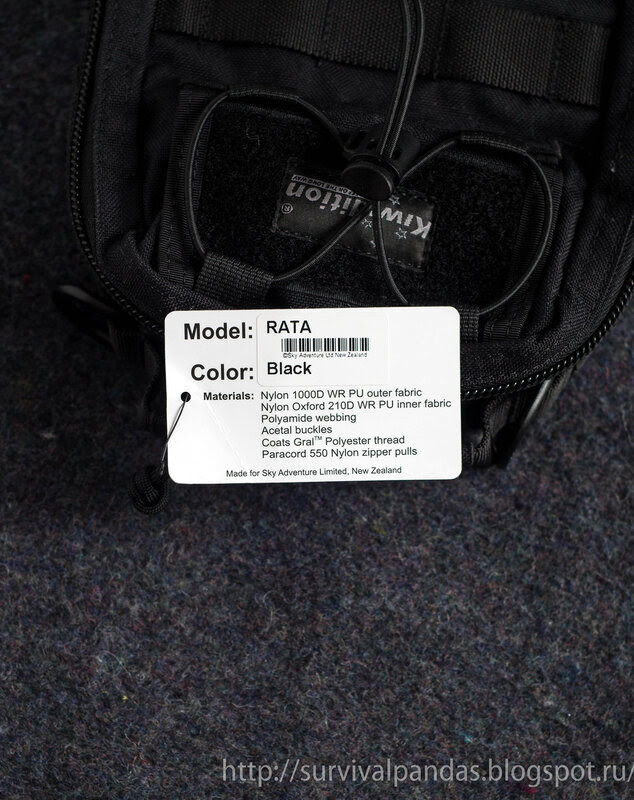 Kiwidition®
Model: RATA
©Sky Adventure Ltd New Zealand
Color: Black
Materials: Nylon 1000D WR PU outer fabric
Nylon Oxford 210D WR PU inner fabric
Polyamide webbing
Acetal buckles
Coats Gral™ Polyester thread
Paracord 550 Nylon zipper pulls
Made for Sky Adventure Limited, New Zealand
http://survivalpandas.blogspot.ru/